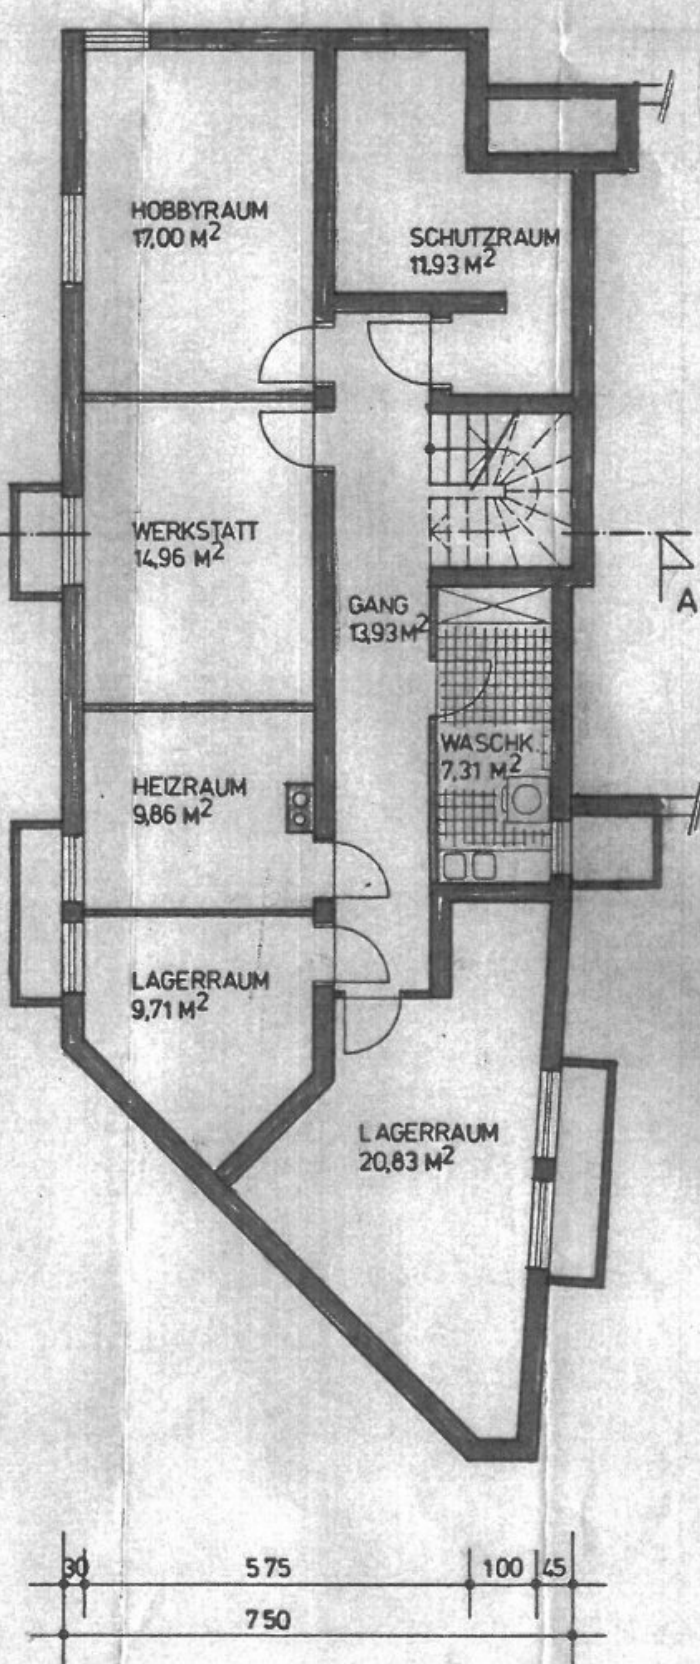 HOBBYRAUM
17,00 M²
SCHUTZRAUM
11,93 M²
WERKSTATT
14,96 M²
GANG
13,93 M²
A
WASCHK.
7,31 M²
HEIZRAUM
9,86 M²
LAGERRAUM
9,71 M²
LAGERRAUM
20,83 M²
30 575 100 45
750